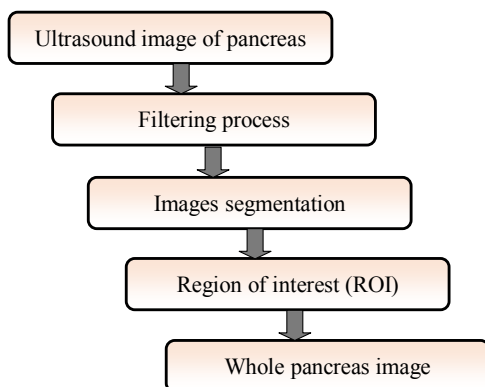 Ultrasound image of pancreas
Filtering process
Images segmentation
Region of interest (ROI)
Whole pancreas image